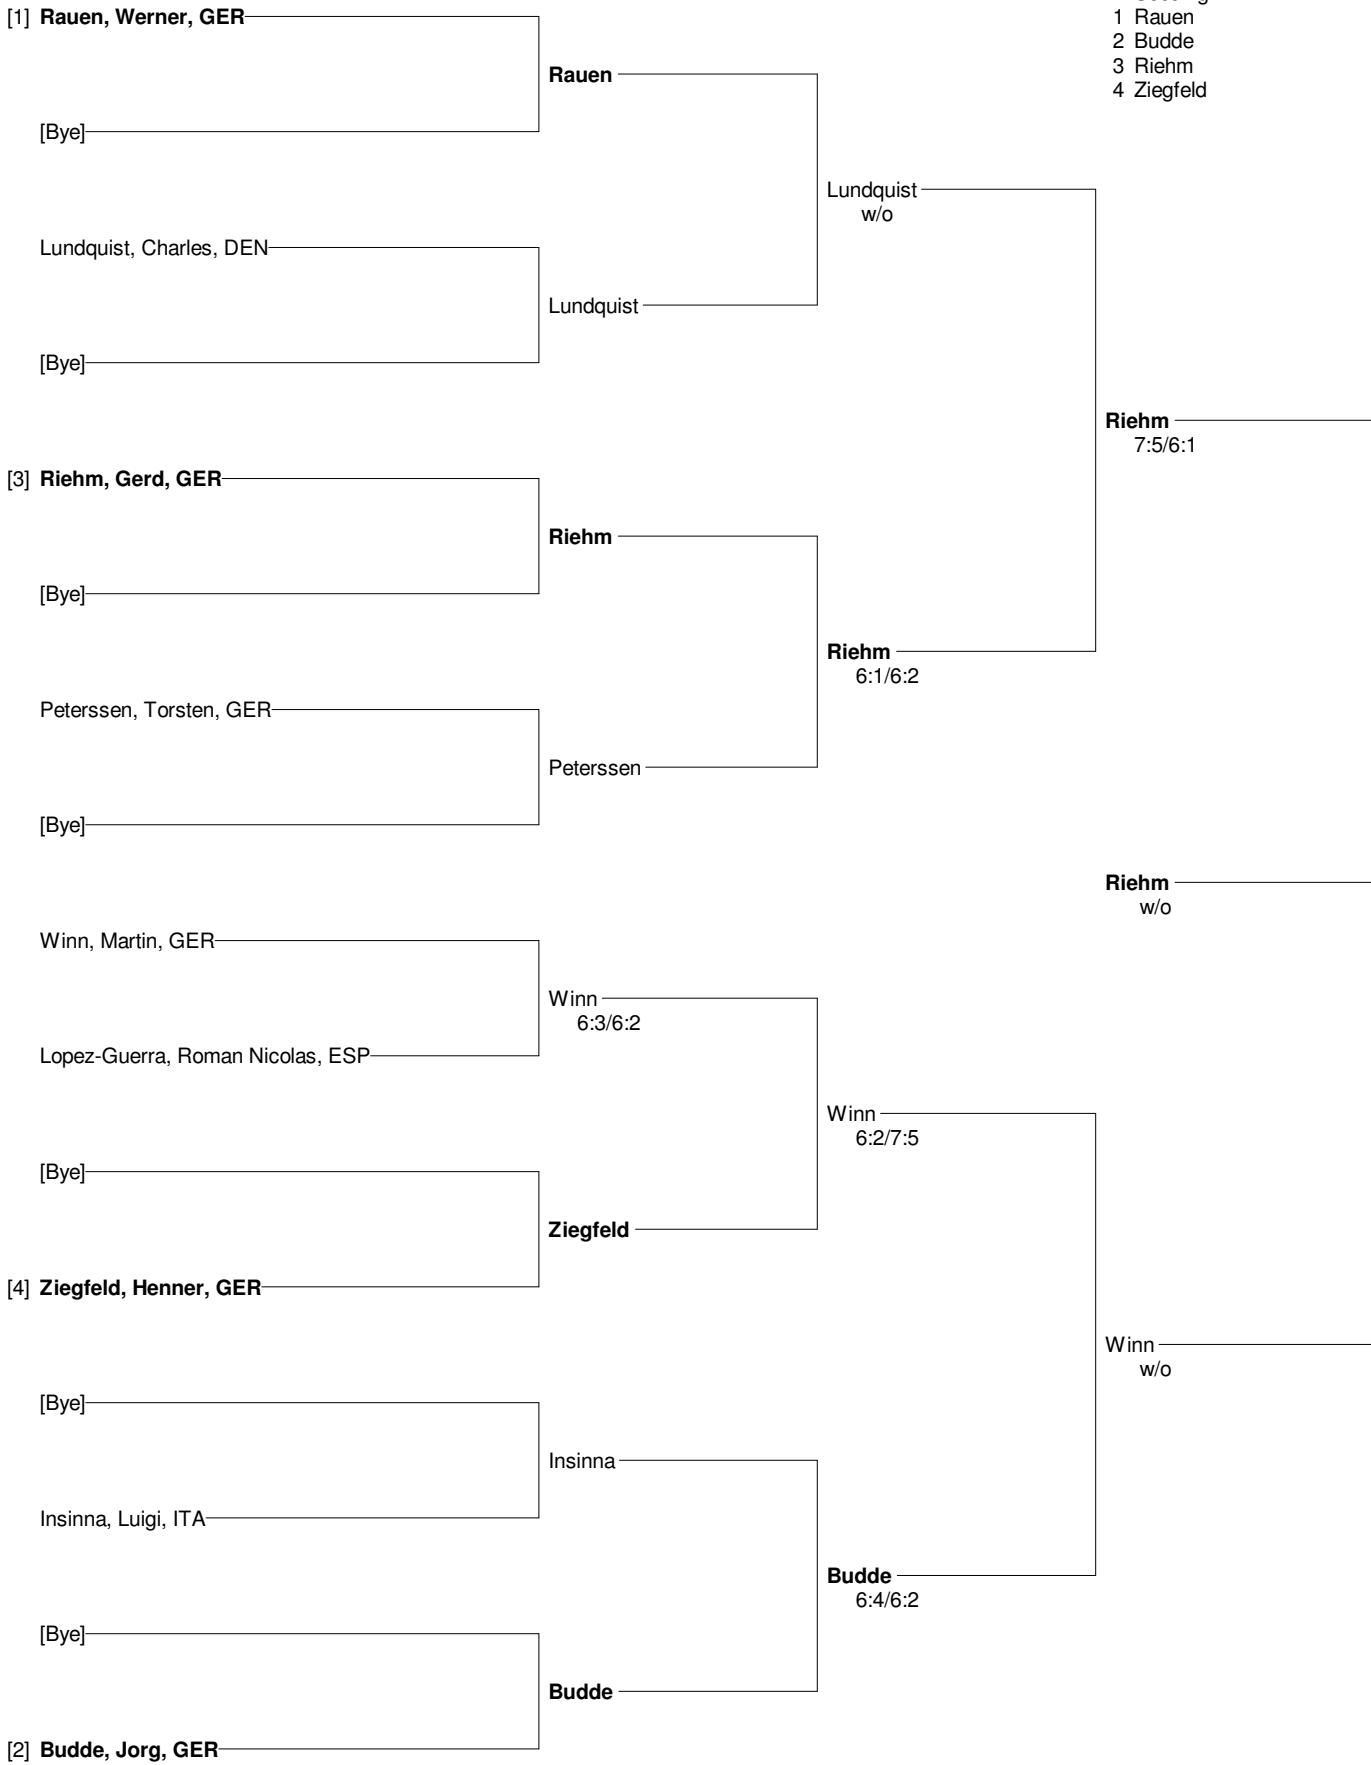 [1] Rauen, Werner, GER
1 Rauen
2 Budde
Rauen
3 Riehm
4 Ziegfeld
[Bye]
Lundquist
w/o
Lundquist, Charles, DEN
Lundquist
[Bye]
Riehm
7:5/6:1
[3] Riehm, Gerd, GER
Riehm
[Bye]
Riehm
6:1/6:2
Peterssen, Torsten, GER
Peterssen
[Bye]
Riehm
w/o
Winn, Martin, GER
Winn
6:3/6:2
Lopez-Guerra, Roman Nicolas, ESP
Winn
6:2/7:5
[Bye]
Ziegfeld
[4] Ziegfeld, Henner, GER
Winn
w/o
[Bye]
Insinna
Insinna, Luigi, ITA
Budde
6:4/6:2
[Bye]
Budde
[2] Budde, Jorg, GER